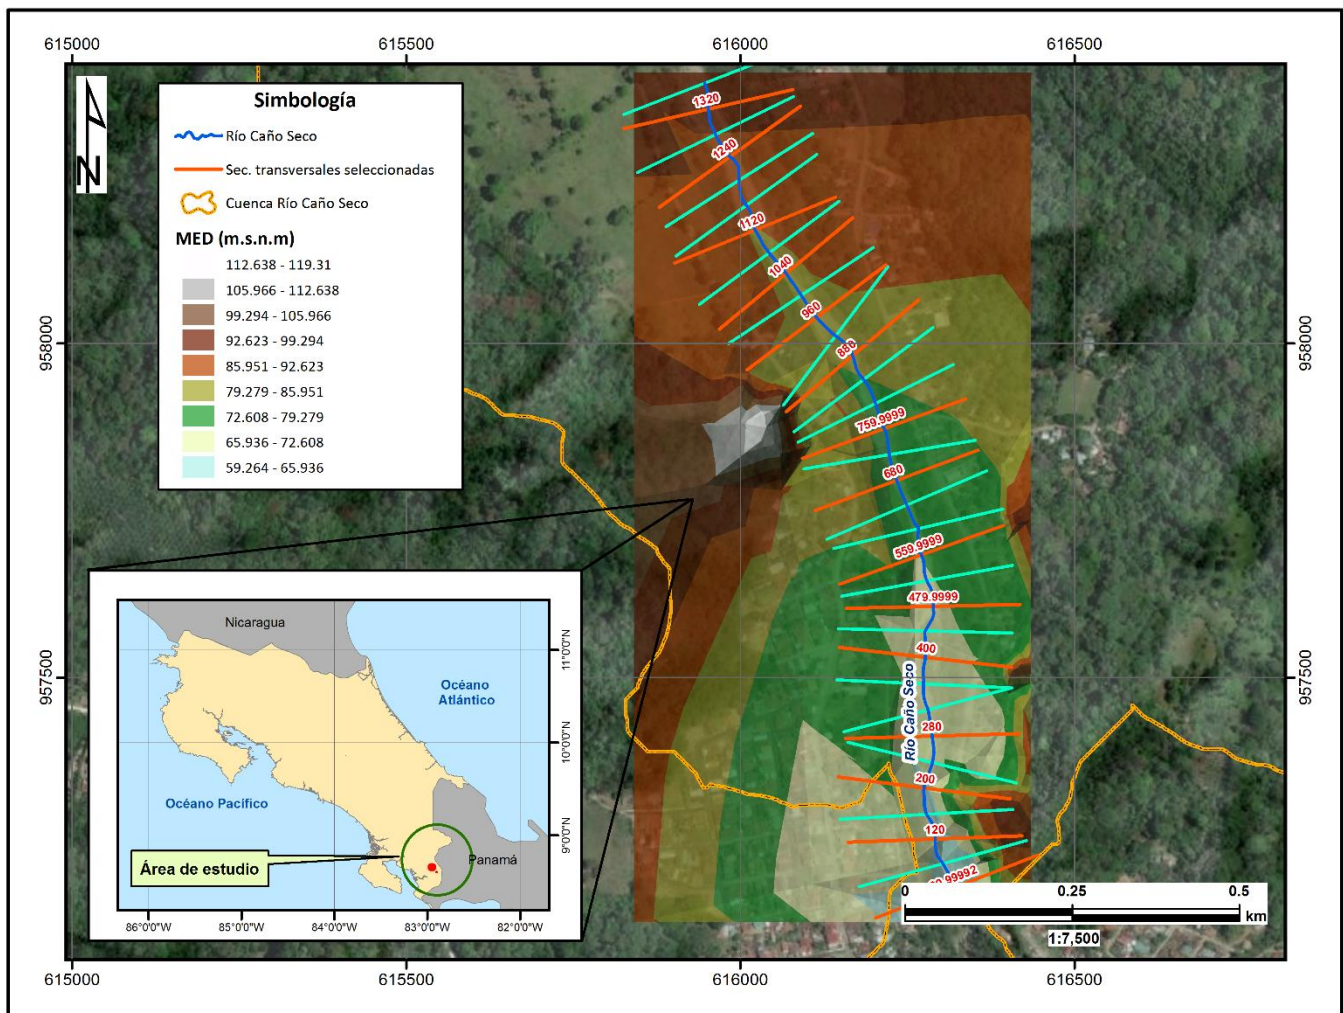 615000
615500
616000
616500
958000
957500
958000
957500
N
Simbología
Río Caño Seco
Sec. transversales seleccionadas
Cuenca Río Caño Seco
MED (m.s.n.m)
112.638 - 119.31
105.966 - 112.638
99.294 - 105.966
92.623 - 99.294
85.951 - 92.623
79.279 - 85.951
72.608 - 79.279
65.936 - 72.608
59.264 - 65.936
1320
1240
1120
1040
960
880
759.9999
680
559.9999
479.9999
400
Río Caño Seco
280
200
120
.99992
Nicaragua
Océano
Atlántico
Océano Pacífico
Panamá
Área de estudio
11°0'0"N
10°0'0"N
9°0'0"N
86°0'0"W
85°0'0"W
84°0'0"W
83°0'0"W
82°0'0"W
0
0.25
0.5
km
1:7,500
615000
615500
616000
616500